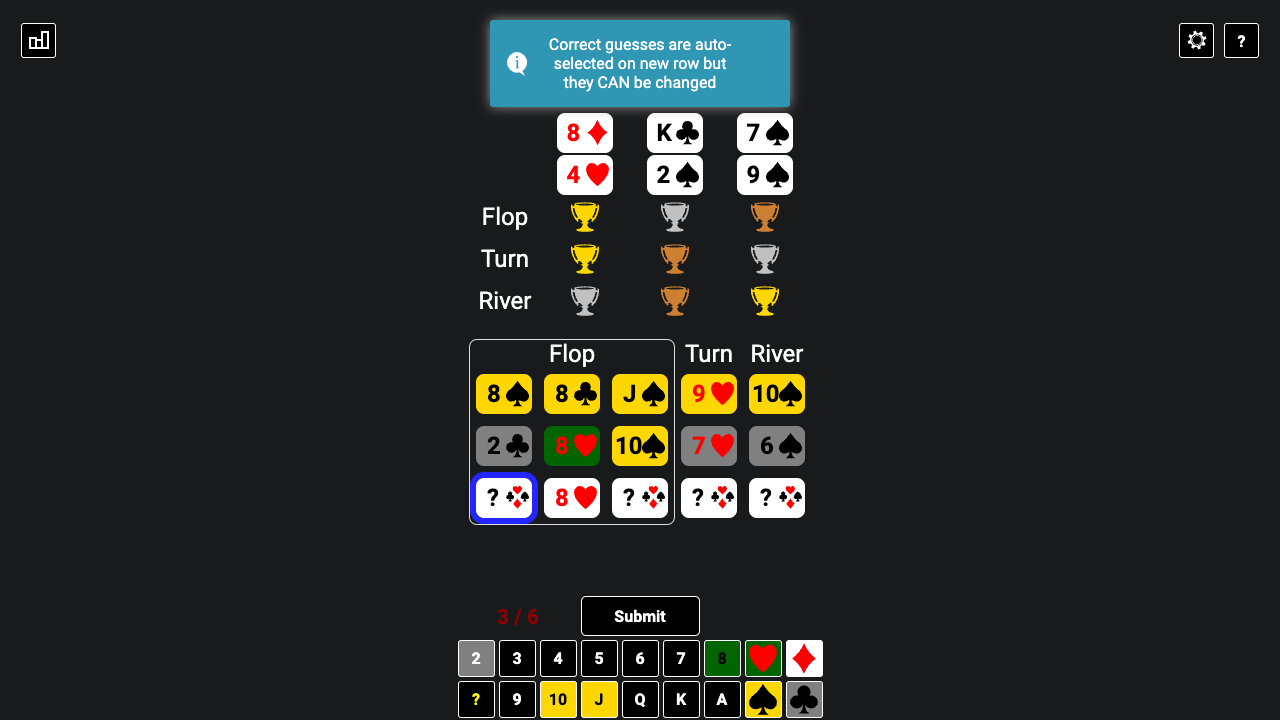 Correct guesses are auto-
selected on new row but
they CAN be changed
i
?
8 K 7
4 2 9
Flop
Turn
River
Flop Turn River
8 8 J 9 10
2 8 10 7 6
? 8 ? ? ?
3 / 6 Submit
2 3 4 5 6 7 8
? 9 10 J Q K A